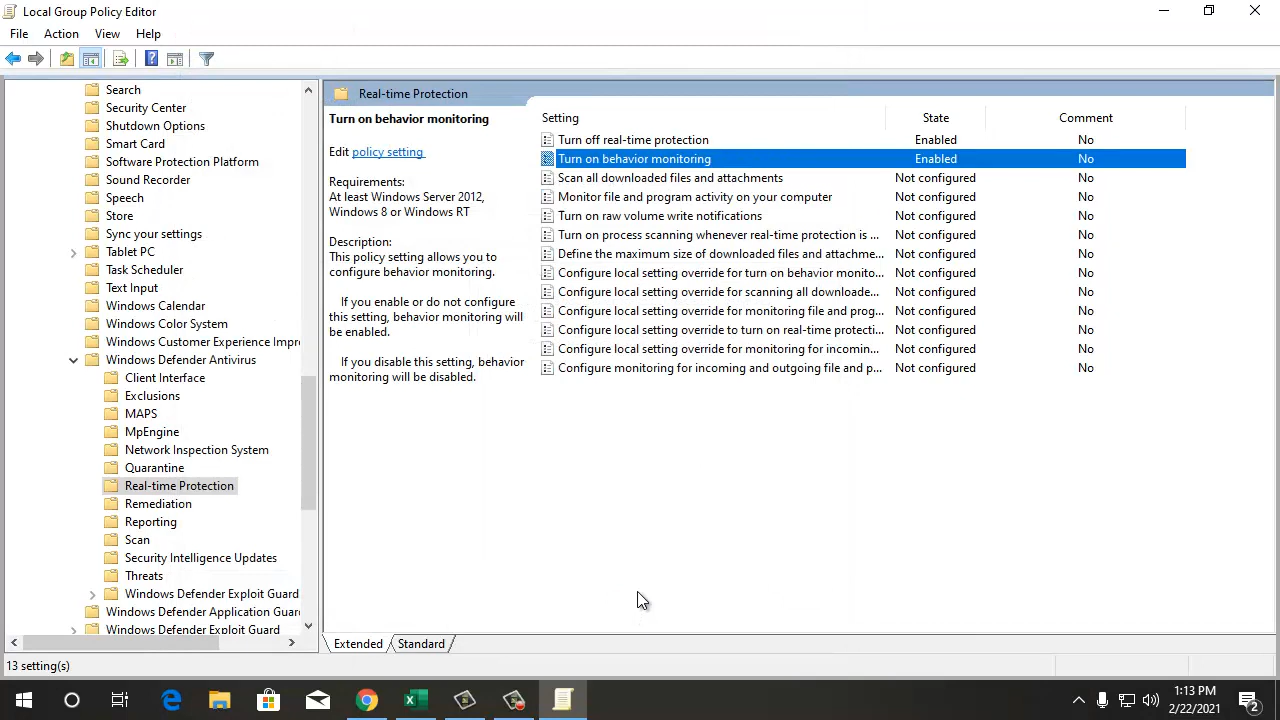 Local Group Policy Editor
File Action View Help
Search
Security Center
Shutdown Options
Smart Card
Software Protection Platform
Sound Recorder
Speech
Store
Sync your settings
Tablet PC
Task Scheduler
Text Input
Windows Calendar
Windows Color System
Windows Customer Experience Impr
Windows Defender Antivirus
Client Interface
Exclusions
MAPS
MpEngine
Network Inspection System
Quarantine
Real-time Protection
Remediation
Reporting
Scan
Security Intelligence Updates
Threats
Windows Defender Exploit Guard
Windows Defender Application Guar
Windows Defender Exploit Guard
Real-time Protection
Turn on behavior monitoring
Edit policy setting
Requirements:
At least Windows Server 2012,
Windows 8 or Windows RT
Description:
This policy setting allows you to
configure behavior monitoring.
If you enable or do not configure
this setting, behavior monitoring will
be enabled.
If you disable this setting, behavior
monitoring will be disabled.
Setting State Comment
Turn off real-time protection Enabled No
Turn on behavior monitoring Enabled No
Scan all downloaded files and attachments Not configured No
Monitor file and program activity on your computer Not configured No
Turn on raw volume write notifications Not configured No
Turn on process scanning whenever real-time protection is ... Not configured No
Define the maximum size of downloaded files and attachme... Not configured No
Configure local setting override for turn on behavior monito... Not configured No
Configure local setting override for scanning all downloade... Not configured No
Configure local setting override for monitoring file and prog... Not configured No
Configure local setting override to turn on real-time protecti... Not configured No
Configure local setting override for monitoring for incomin... Not configured No
Configure monitoring for incoming and outgoing file and p... Not configured No
Extended Standard
13 setting(s)
1:13 PM
2/22/2021
2